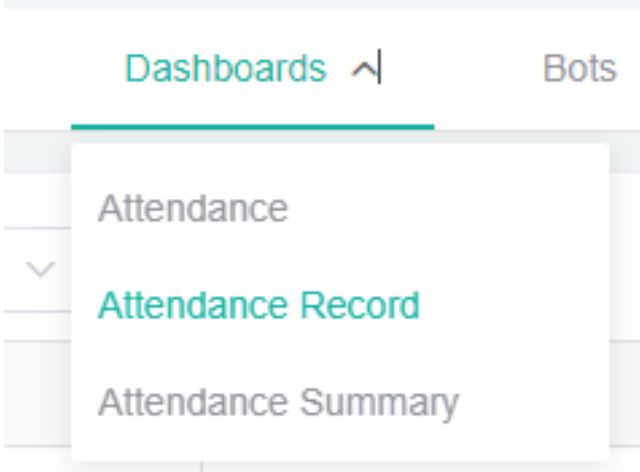 Dashboards
Bots
Attendance
Attendance Record
Attendance Summary